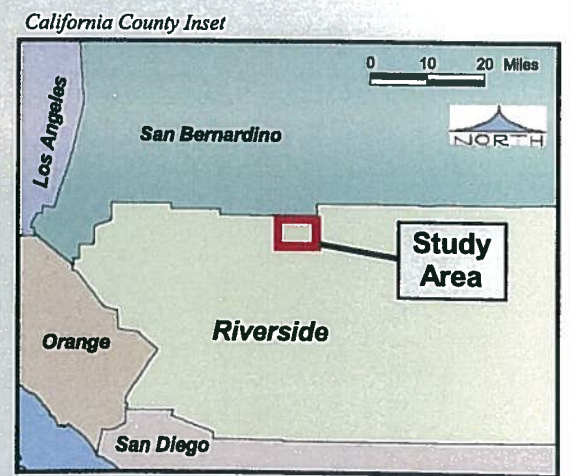 California County Inset
0 10 20 Miles
Los Angeles
San Bernardino
NORTH
Study
Area
Riverside
Orange
San Diego